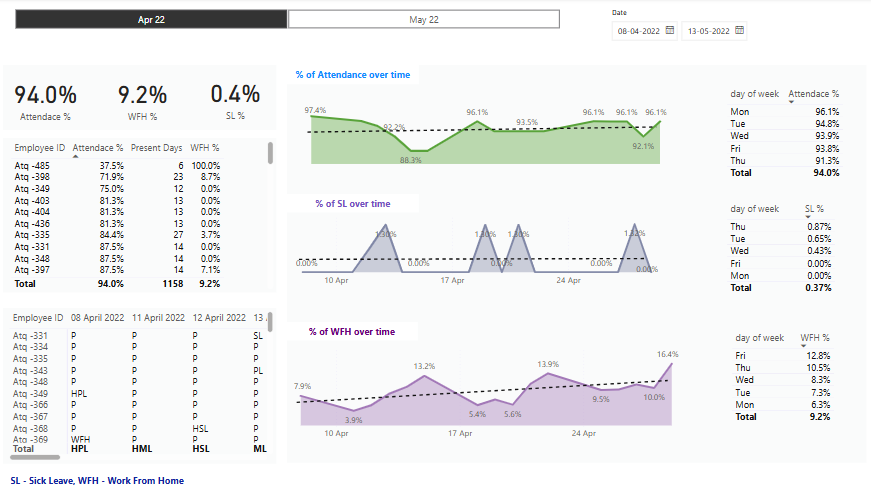 Apr 22
May 22
Date
08-04-2022
13-05-2022
94.0%
9.2%
0.4%
Attendace %
WFH %
SL %
Employee ID Attendace % Present Days WFH %
Atq -485 37.5% 6 100.0%
Atq -398 71.9% 23 8.7%
Atq -349 75.0% 12 0.0%
Atq -403 81.3% 13 0.0%
Atq -404 81.3% 13 0.0%
Atq -436 81.3% 13 0.0%
Atq -335 84.4% 27 3.7%
Atq -331 87.5% 14 0.0%
Atq -348 87.5% 14 0.0%
Atq -397 87.5% 14 7.1%
Total 94.0% 1158 9.2%
Employee ID 08 April 2022 11 April 2022 12 April 2022 13
Atq -331 P P P SL
Atq -334 P P P P
Atq -335 P P P P
Atq -343 P P P PL
Atq -348 P P P P
Atq -349 HPL P P P
Atq -366 P P P P
Atq -367 P P P P
Atq -368 P P HSL P
Atq -369 WFH P P P
Total HPL HML HSL ML
% of Attendance over time
97.4%
92.2%
88.3%
96.1%
93.5%
96.1%
96.1%
96.1%
92.1%
% of SL over time
0.00%
1.30%
0.00%
1.30%
0.00%
1.30%
0.00%
1.32%
0.00%
10 Apr
17 Apr
24 Apr
% of WFH over time
7.9%
3.9%
13.2%
5.4%
5.6%
13.9%
9.5%
10.0%
16.4%
10 Apr
17 Apr
24 Apr
day of week Attendace %
Mon 96.1%
Tue 94.8%
Wed 93.9%
Fri 93.8%
Thu 91.3%
Total 94.0%
day of week SL %
Thu 0.87%
Tue 0.65%
Wed 0.43%
Fri 0.00%
Mon 0.00%
Total 0.37%
day of week WFH %
Fri 12.8%
Thu 10.5%
Wed 8.3%
Tue 7.3%
Mon 6.3%
Total 9.2%
SL - Sick Leave, WFH - Work From Home